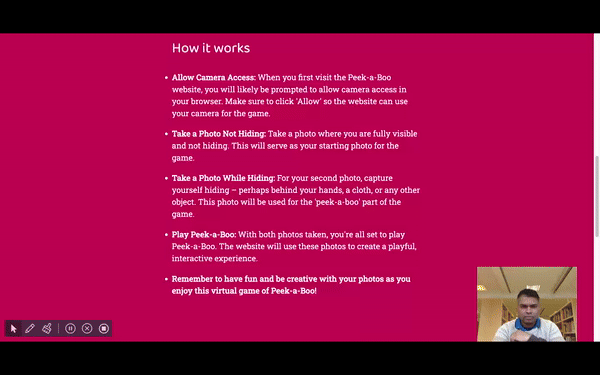 How it works
• Allow Camera Access: When you first visit the Peek-a-Boo
website, you will likely be prompted to allow camera access in
your browser. Make sure to click 'Allow' so the website can use
your camera for the game.
• Take a Photo Not Hiding: Take a photo where you are fully visible
and not hiding. This will serve as your starting photo for the
game.
• Take a Photo While Hiding: For your second photo, capture
yourself hiding – perhaps behind your hands, a cloth, or any other
object. This photo will be used for the 'peek-a-boo' part of the
game.
• Play Peek-a-Boo: With both photos taken, you're all set to play
Peek-a-Boo. The website will use these photos to create a playful,
interactive experience.
• Remember to have fun and be creative with your photos as you
enjoy this virtual game of Peek-a-Boo!